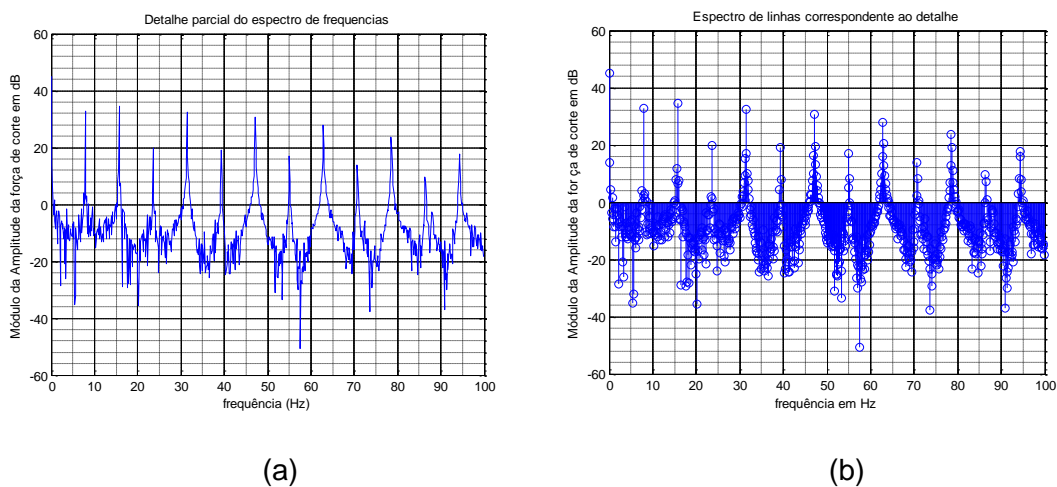 Detalhe parcial do espectro de frequencias
Módulo da Amplitude da força de corte em dB
60
40
20
0
-20
-40
-60
0 10 20 30 40 50 60 70 80 90 100
frequência (Hz)
(a)
Espectro de linhas correspondente ao detalhe
Módulo da Amplitude da for ça de corte em dB
60
40
20
0
-20
-40
-60
0 10 20 30 40 50 60 70 80 90 100
frequência em Hz
(b)